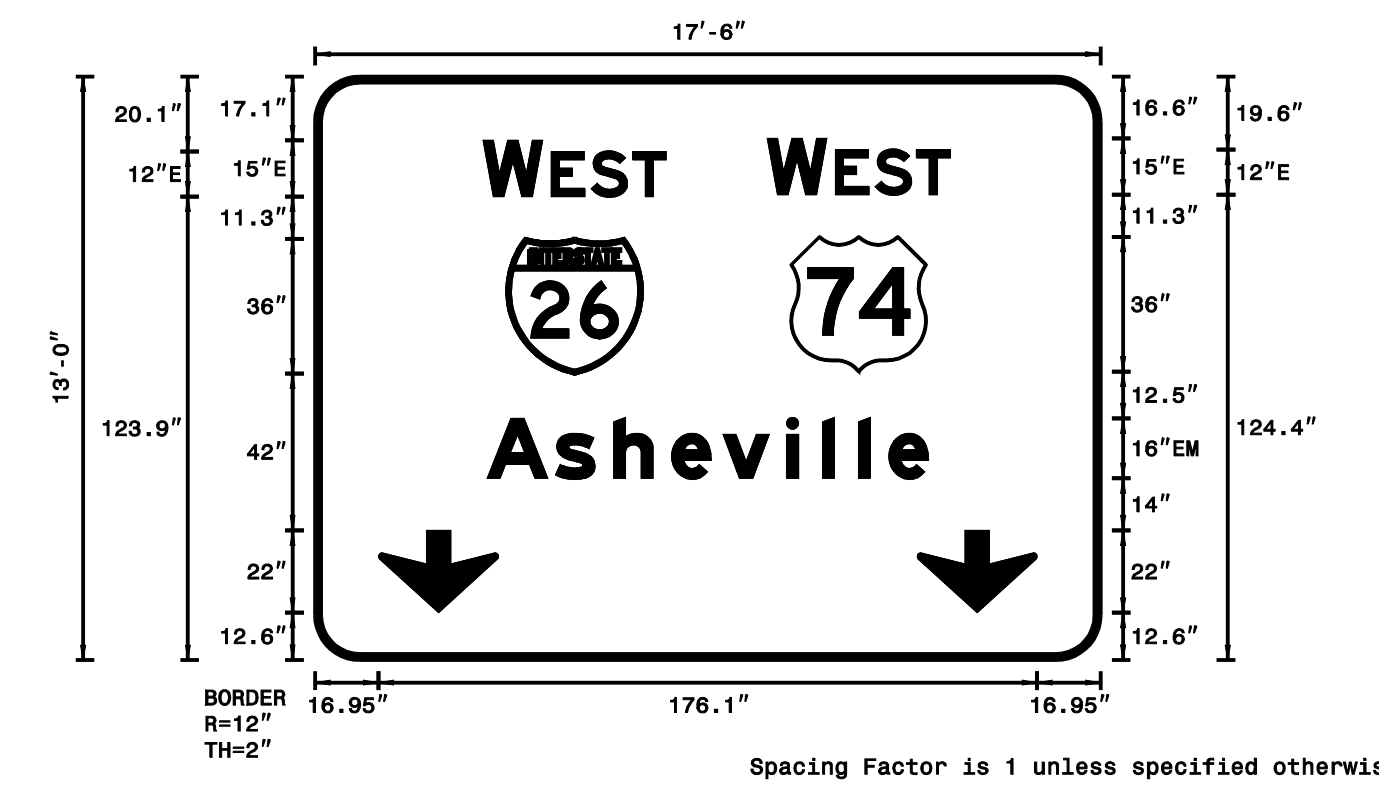 17'-6"
20.1" 17.1" 16.6" 19.6"
WEST WEST
12"E 15"E 15"E 12"E
11.3" 11.3"
INTERSTATE
26 74
36" 36"
13'-0"
12.5"
123.9" 124.4"
Asheville
42" 16"EM
14"
22" 22"
12.6" 12.6"
BORDER 16.95" 176.1" 16.95"
R=12"
TH=2"
Spacing Factor is 1 unless specified otherwis